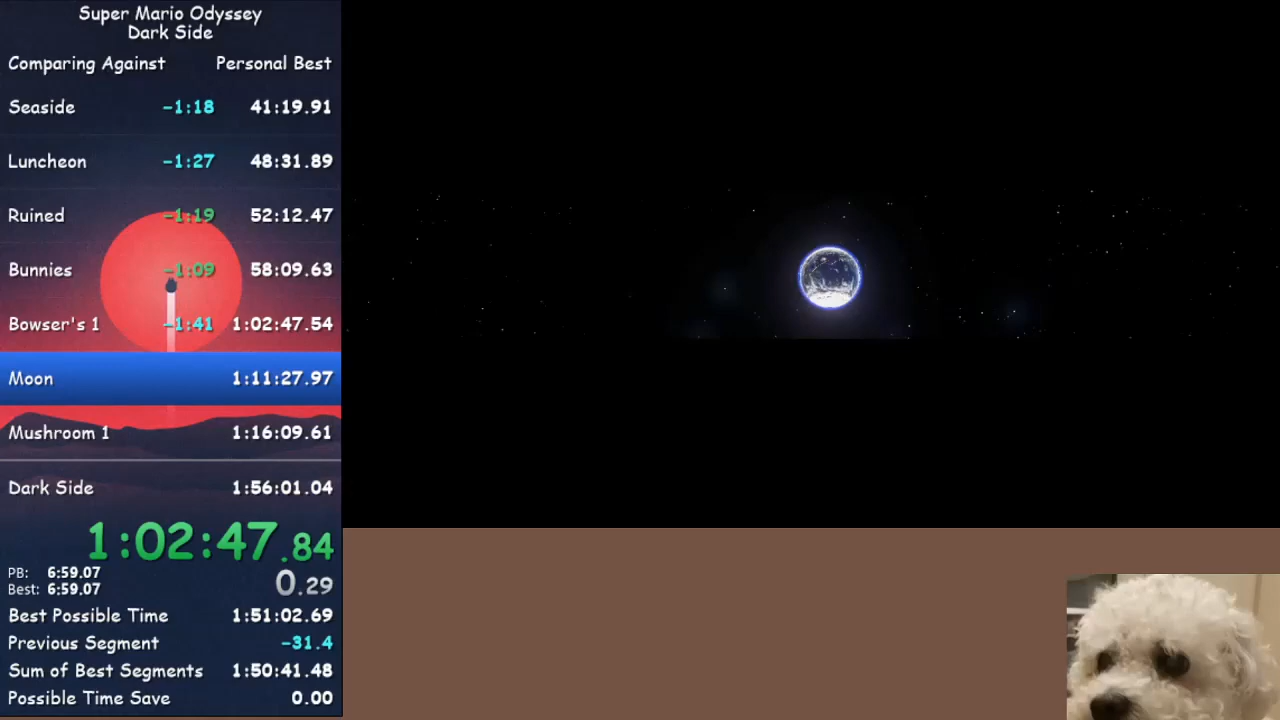 Super Mario Odyssey
Dark Side
Comparing Against Personal Best
Seaside -1:18 41:19.91
Luncheon -1:27 48:31.89
Ruined -1:19 52:12.47
Bunnies -1:09 58:09.63
Bowser's 1 -1:41 1:02:47.54
Moon 1:11:27.97
Mushroom 1 1:16:09.61
Dark Side 1:56:01.04
1:02:47.84
PB: 6:59.07
Best: 6:59.07 0.29
Best Possible Time 1:51:02.69
Previous Segment -31.4
Sum of Best Segments 1:50:41.48
Possible Time Save 0.00